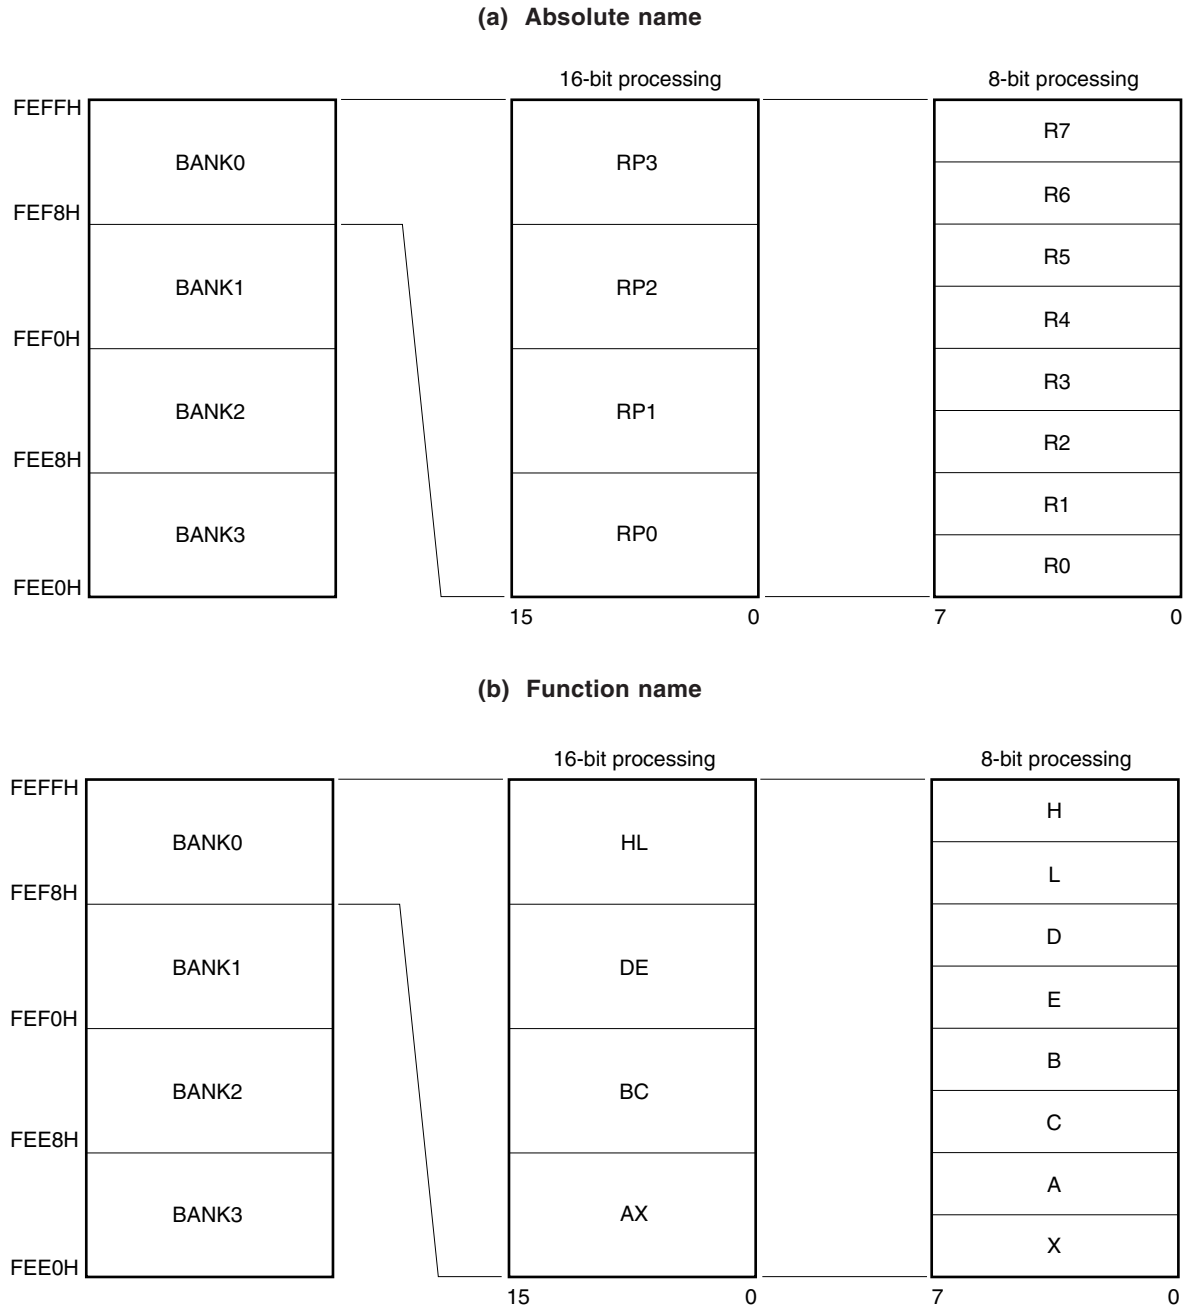 (a) Absolute name
16-bit processing
8-bit processing
FEFFH
BANK0
RP3
R7
R6
FEF8H
BANK1
RP2
R5
R4
FEF0H
BANK2
RP1
R3
R2
FEE8H
BANK3
RP0
R1
R0
FEE0H
15 0
7 0
(b) Function name
16-bit processing
8-bit processing
FEFFH
BANK0
HL
H
L
FEF8H
BANK1
DE
D
E
FEF0H
BANK2
BC
B
C
FEE8H
BANK3
AX
A
X
FEE0H
15 0
7 0